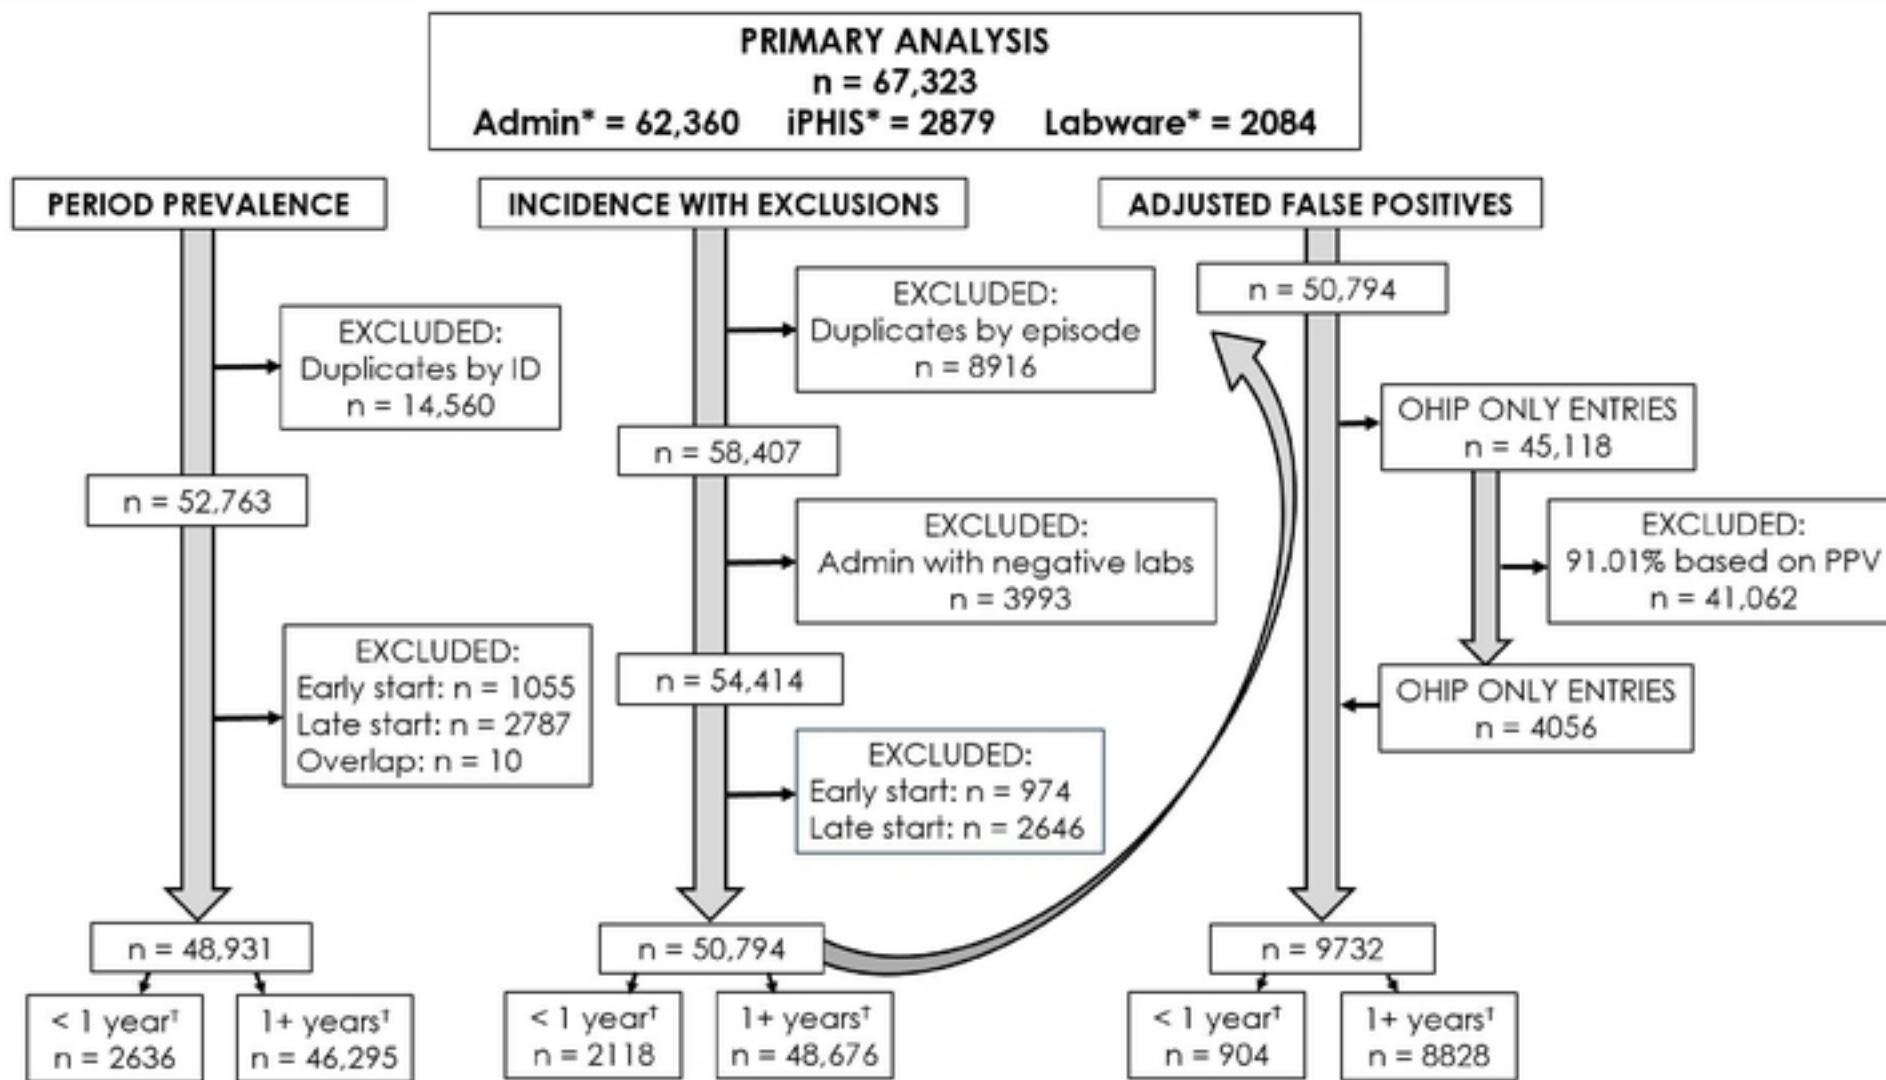 PRIMARY ANALYSIS
n = 67,323
Admin* = 62,360 iPHIS* = 2879 Labware* = 2084
PERIOD PREVALENCE
EXCLUDED:
Duplicates by ID
n = 14,560
n = 52,763
EXCLUDED:
Early start: n = 1055
Late start: n = 2787
Overlap: n = 10
n = 48,931
< 1 year†
n = 2636
1+ years†
n = 46,295
INCIDENCE WITH EXCLUSIONS
EXCLUDED:
Duplicates by episode
n = 8916
n = 58,407
EXCLUDED:
Admin with negative labs
n = 3993
n = 54,414
EXCLUDED:
Early start: n = 974
Late start: n = 2646
n = 50,794
< 1 year†
n = 2118
1+ years†
n = 48,676
ADJUSTED FALSE POSITIVES
n = 50,794
OHIP ONLY ENTRIES
n = 45,118
EXCLUDED:
91.01% based on PPV
n = 41,062
OHIP ONLY ENTRIES
n = 4056
n = 9732
< 1 year†
n = 904
1+ years†
n = 8828